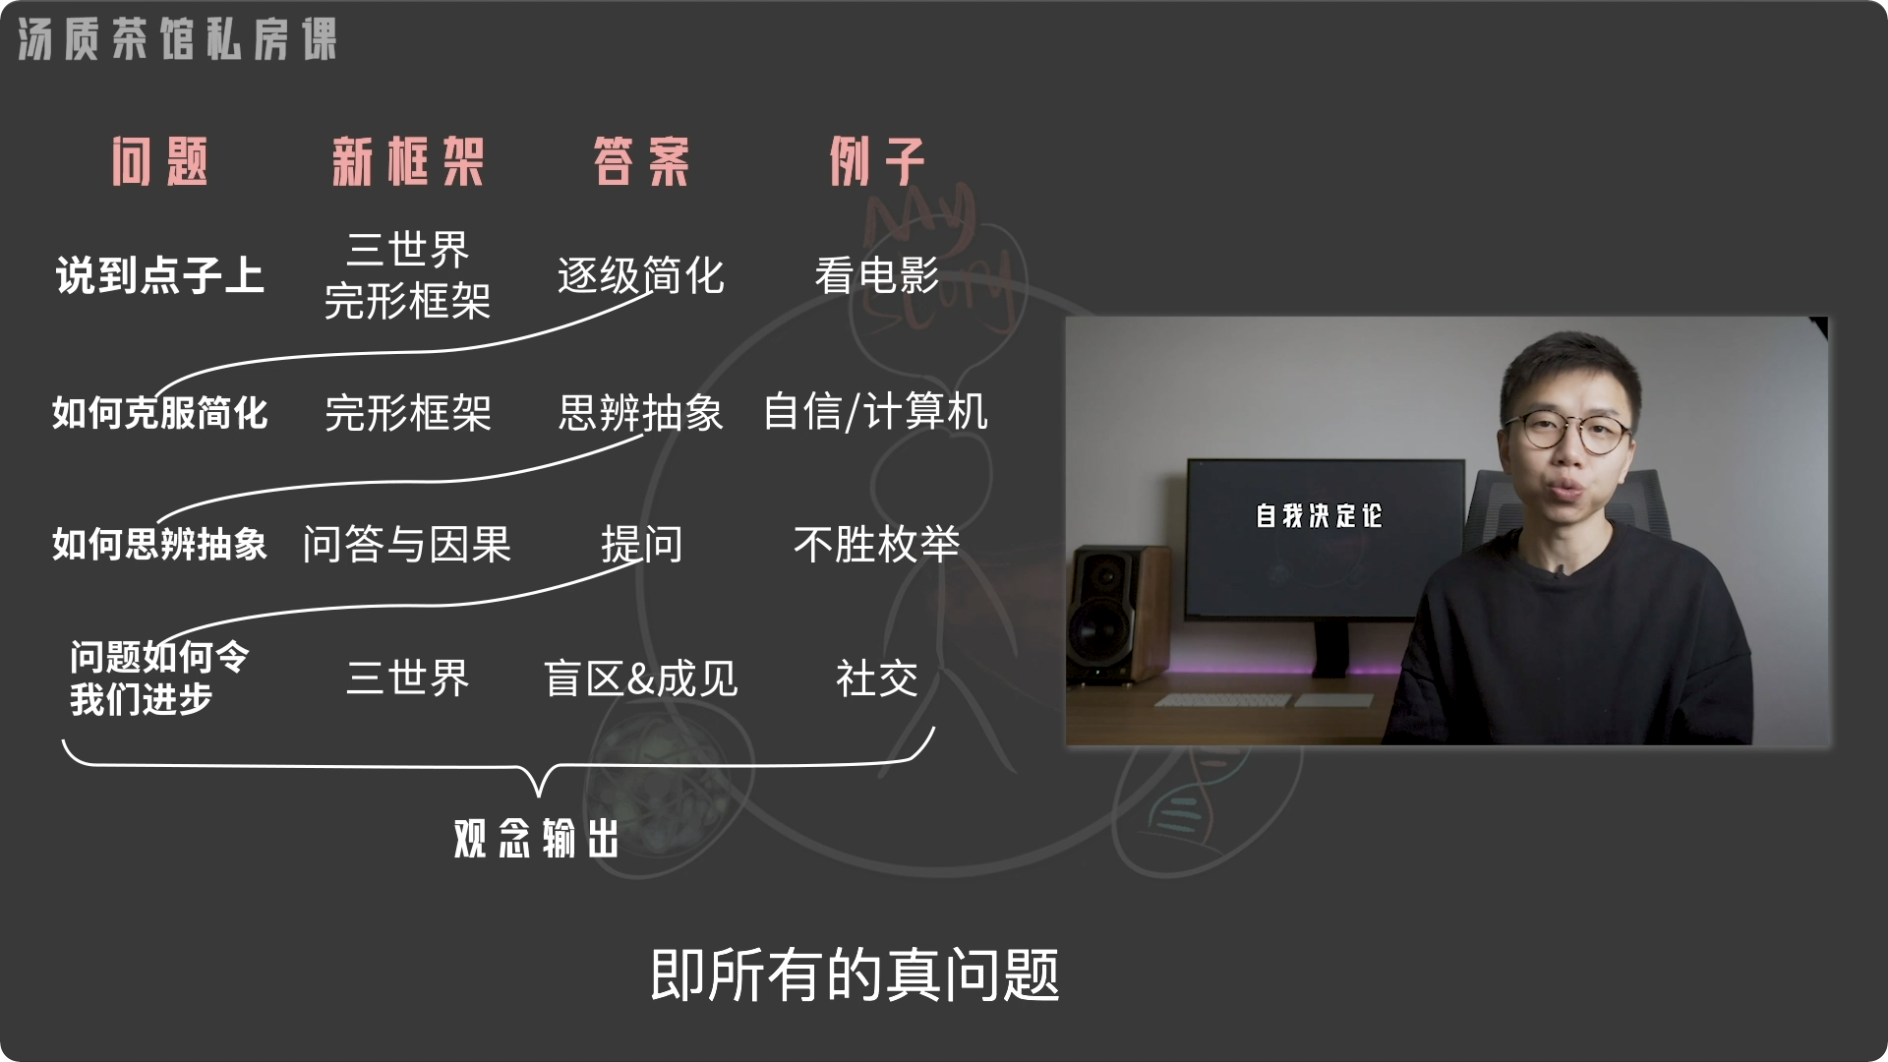 汤质茶馆私房课
问题 新框架 答案 例子
说到点子上 三世界 完形框架 逐级简化 看电影
如何克服简化 完形框架 思辨抽象 自信/计算机
如何思辨抽象 问答与因果 提问 不胜枚举
问题如何令
我们进步 三世界 盲区&成见 社交
观念输出
My
story
自我决定论
即所有的真问题